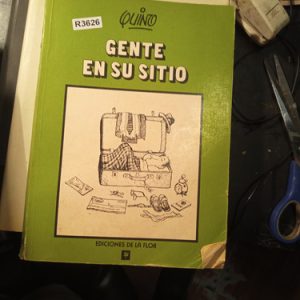 R3626
QUINO
GENTE
EN SU SITIO
EDICIONES DE LA FLOR